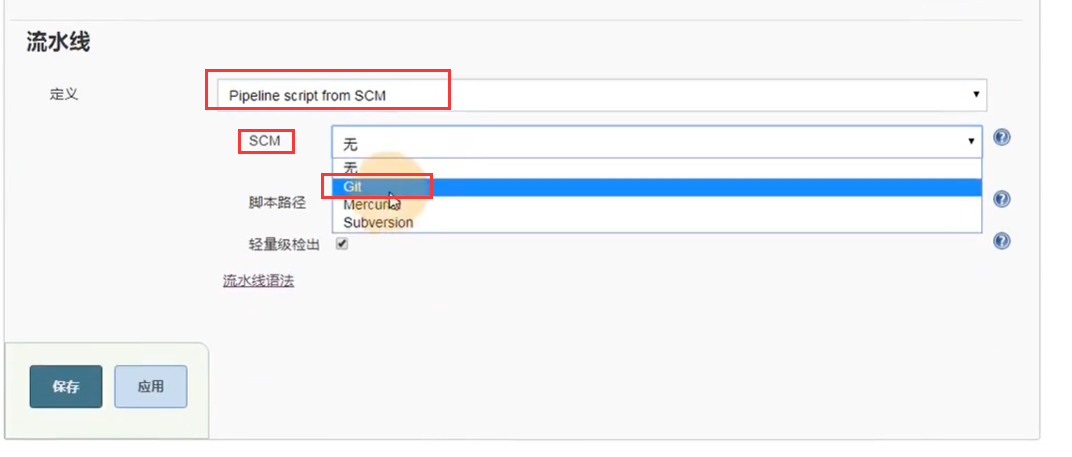 流水线
定义
Pipeline script from SCM
SCM
无
无
Git
Mercurial
脚本路径
Subversion
轻量级检出
流水线语法
保存
应用